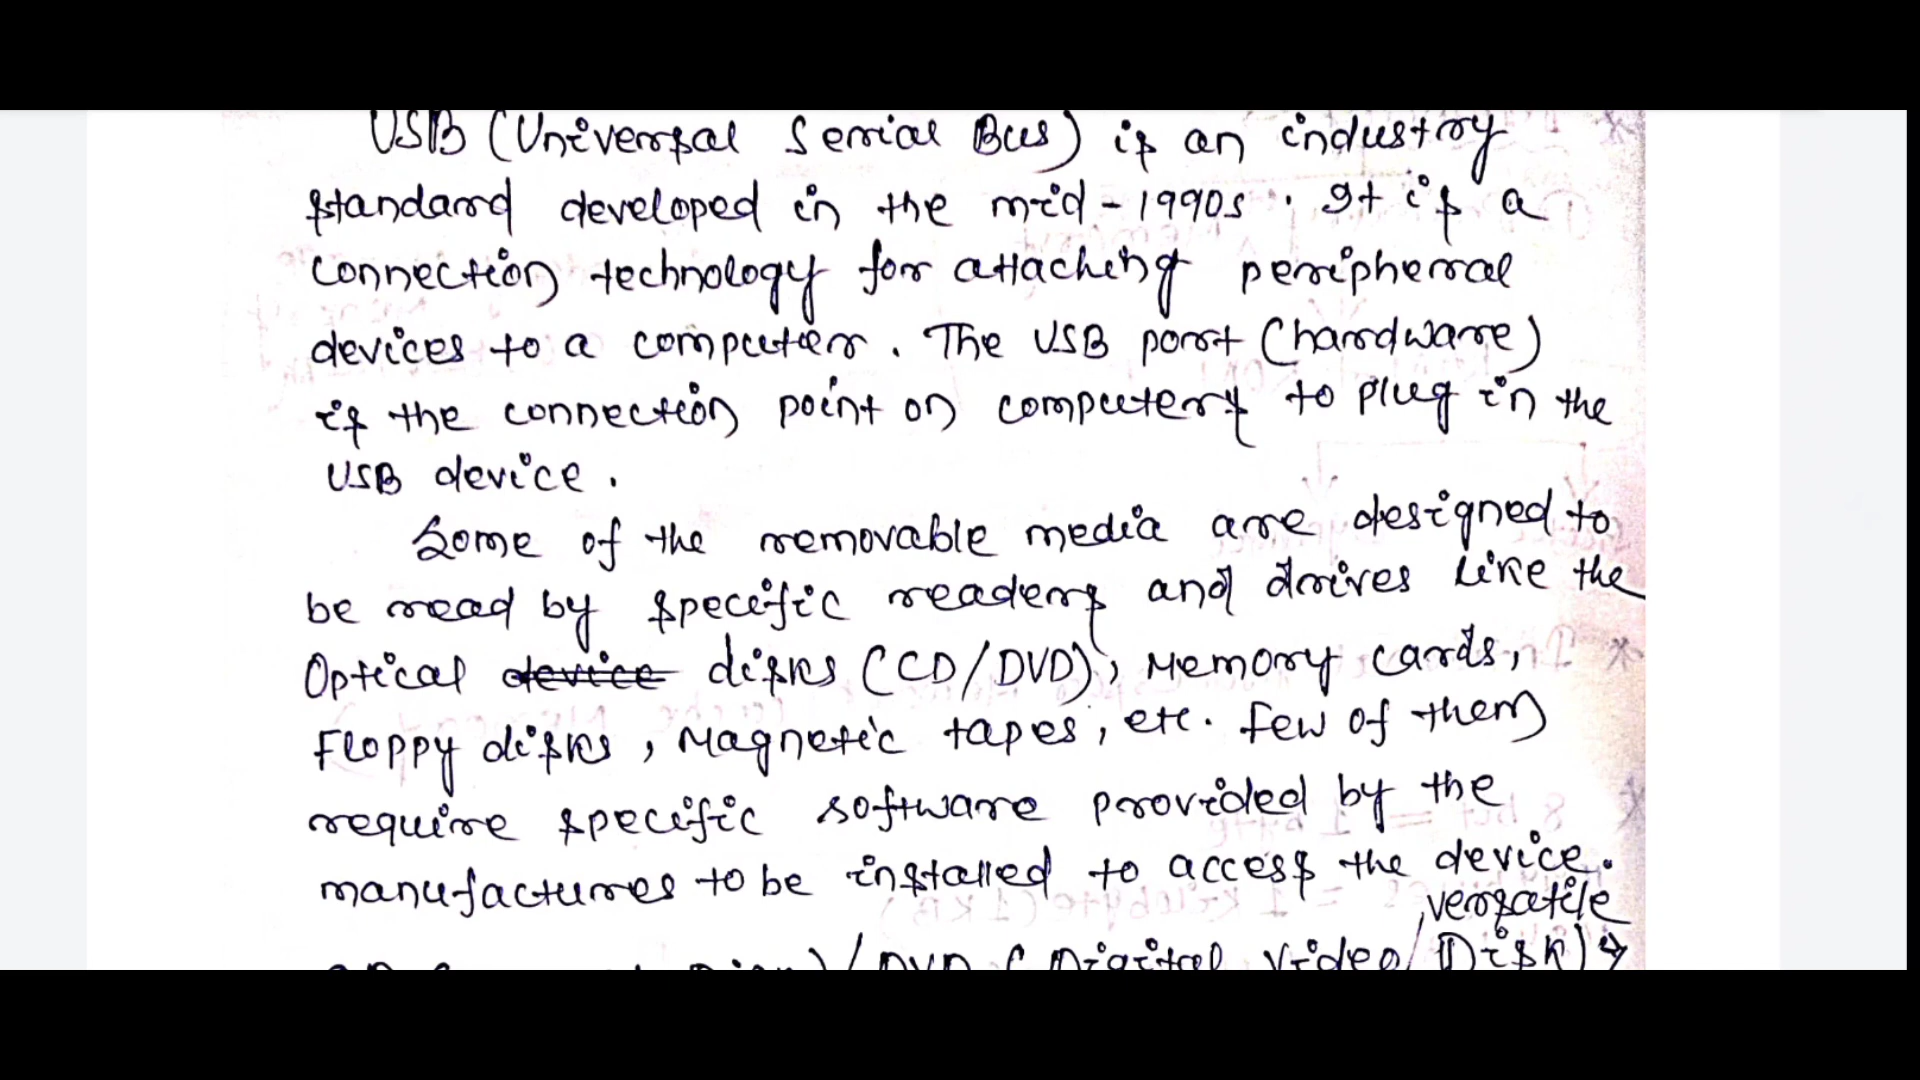 USB (Universal Serial Bus) is an industry
standard developed in the mid-1990s. It is a
connection technology for attaching peripheral
devices to a computer. The USB port (hardware)
is the connection point on computers to plug in the
USB device.
Some of the removable media are designed to
be read by specific readers and drives like the
Optical device disks (CD/DVD), Memory cards,
Floppy disks, Magnetic tapes, etc. Few of them
require specific software provided by the
manufactures to be installed to access the device.
versatile
/DVD (Digital Video/Disk)→